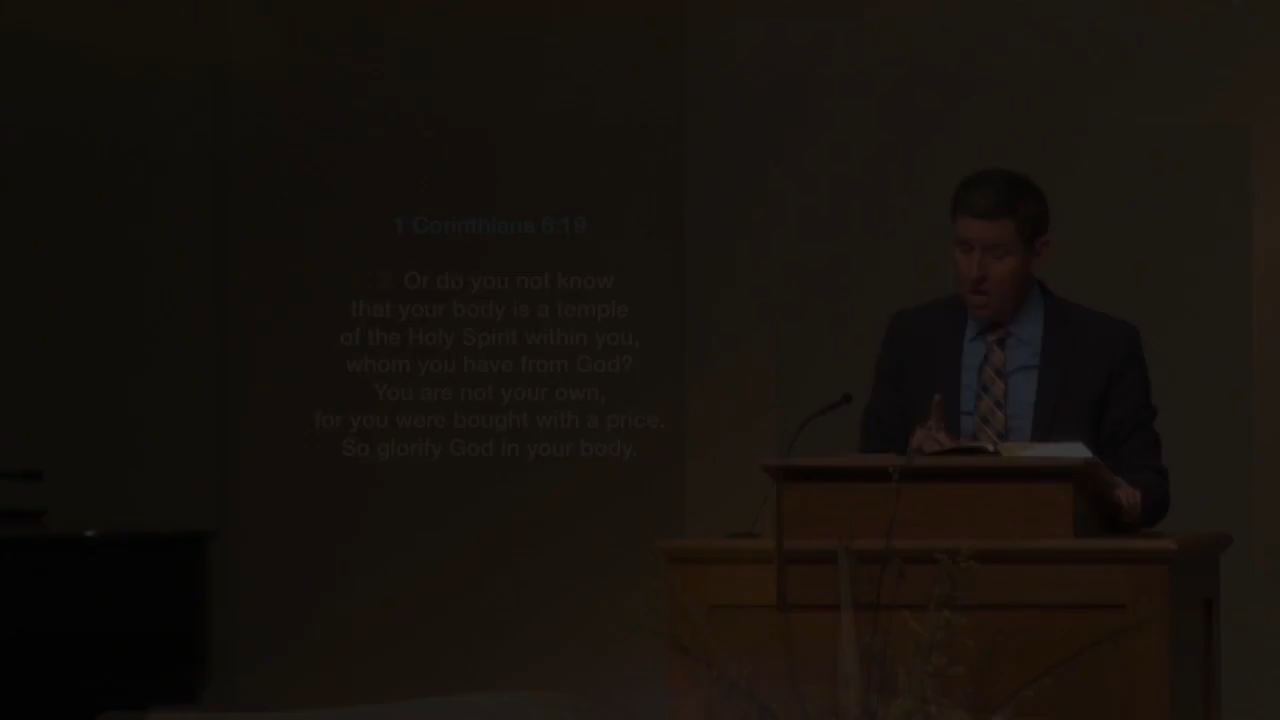 1 Corinthians 6:19
Or do you not know
that your body is a temple
of the Holy Spirit within you,
whom you have from God?
You are not your own,
for you were bought with a price.
So glorify God in your body.